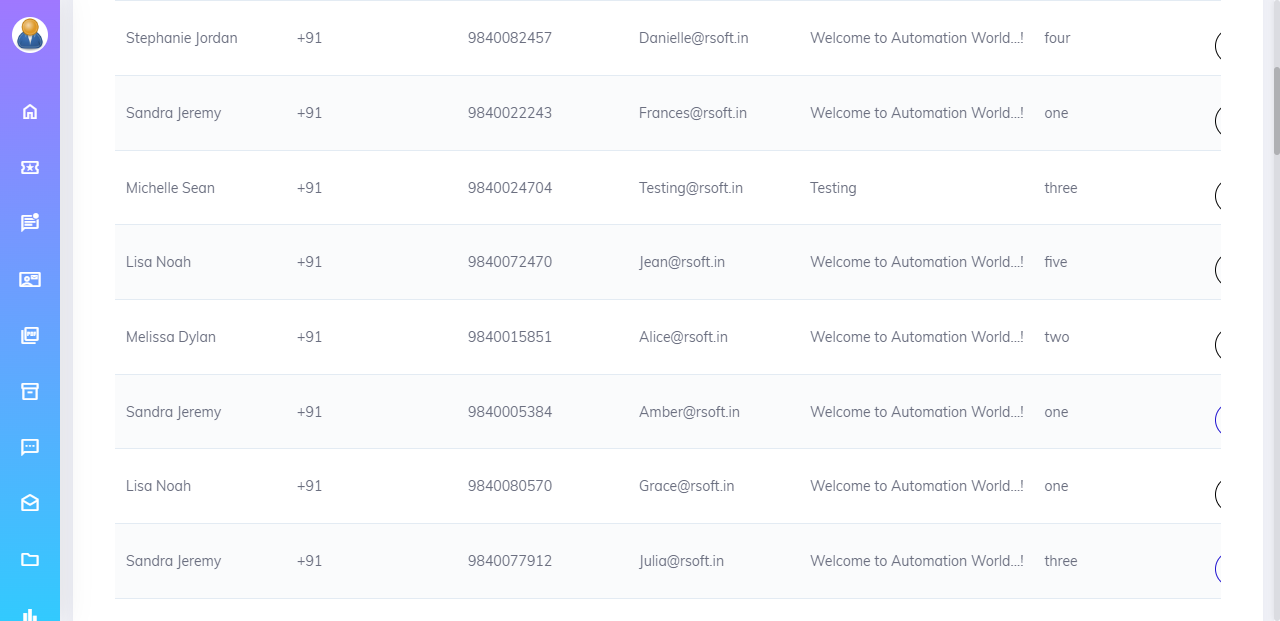 Stephanie Jordan +91 9840082457 Danielle@rsoft.in Welcome to Automation World...! four
Sandra Jeremy +91 9840022243 Frances@rsoft.in Welcome to Automation World...! one
Michelle Sean +91 9840024704 Testing@rsoft.in Testing three
Lisa Noah +91 9840072470 Jean@rsoft.in Welcome to Automation World...! five
Melissa Dylan +91 9840015851 Alice@rsoft.in Welcome to Automation World...! two
Sandra Jeremy +91 9840005384 Amber@rsoft.in Welcome to Automation World...! one
Lisa Noah +91 9840080570 Grace@rsoft.in Welcome to Automation World...! one
Sandra Jeremy +91 9840077912 Julia@rsoft.in Welcome to Automation World...! three